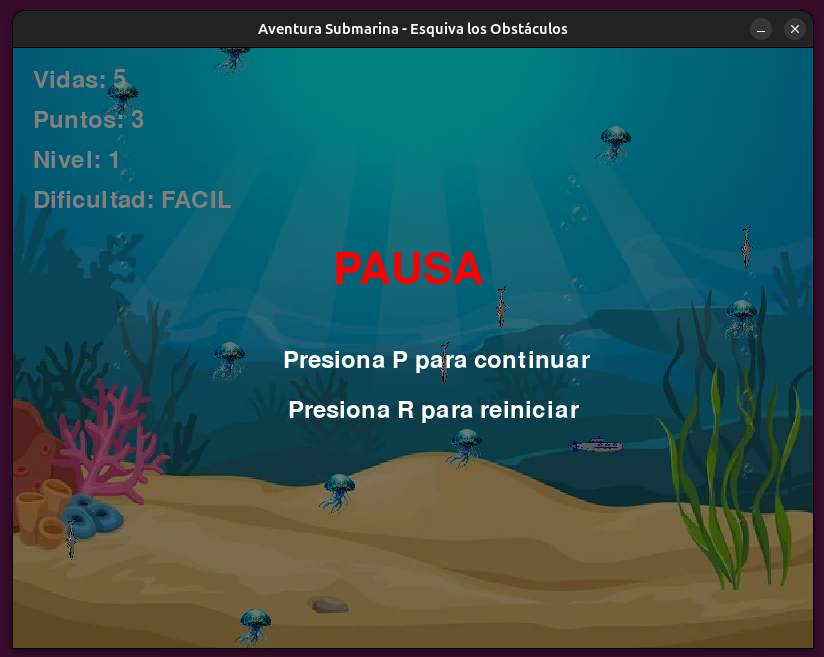 Aventura Submarina - Esquiva los Obstáculos
Vidas: 5
Puntos: 3
Nivel: 1
Dificultad: FACIL
PAUSA
Presiona P para continuar
Presiona R para reiniciar